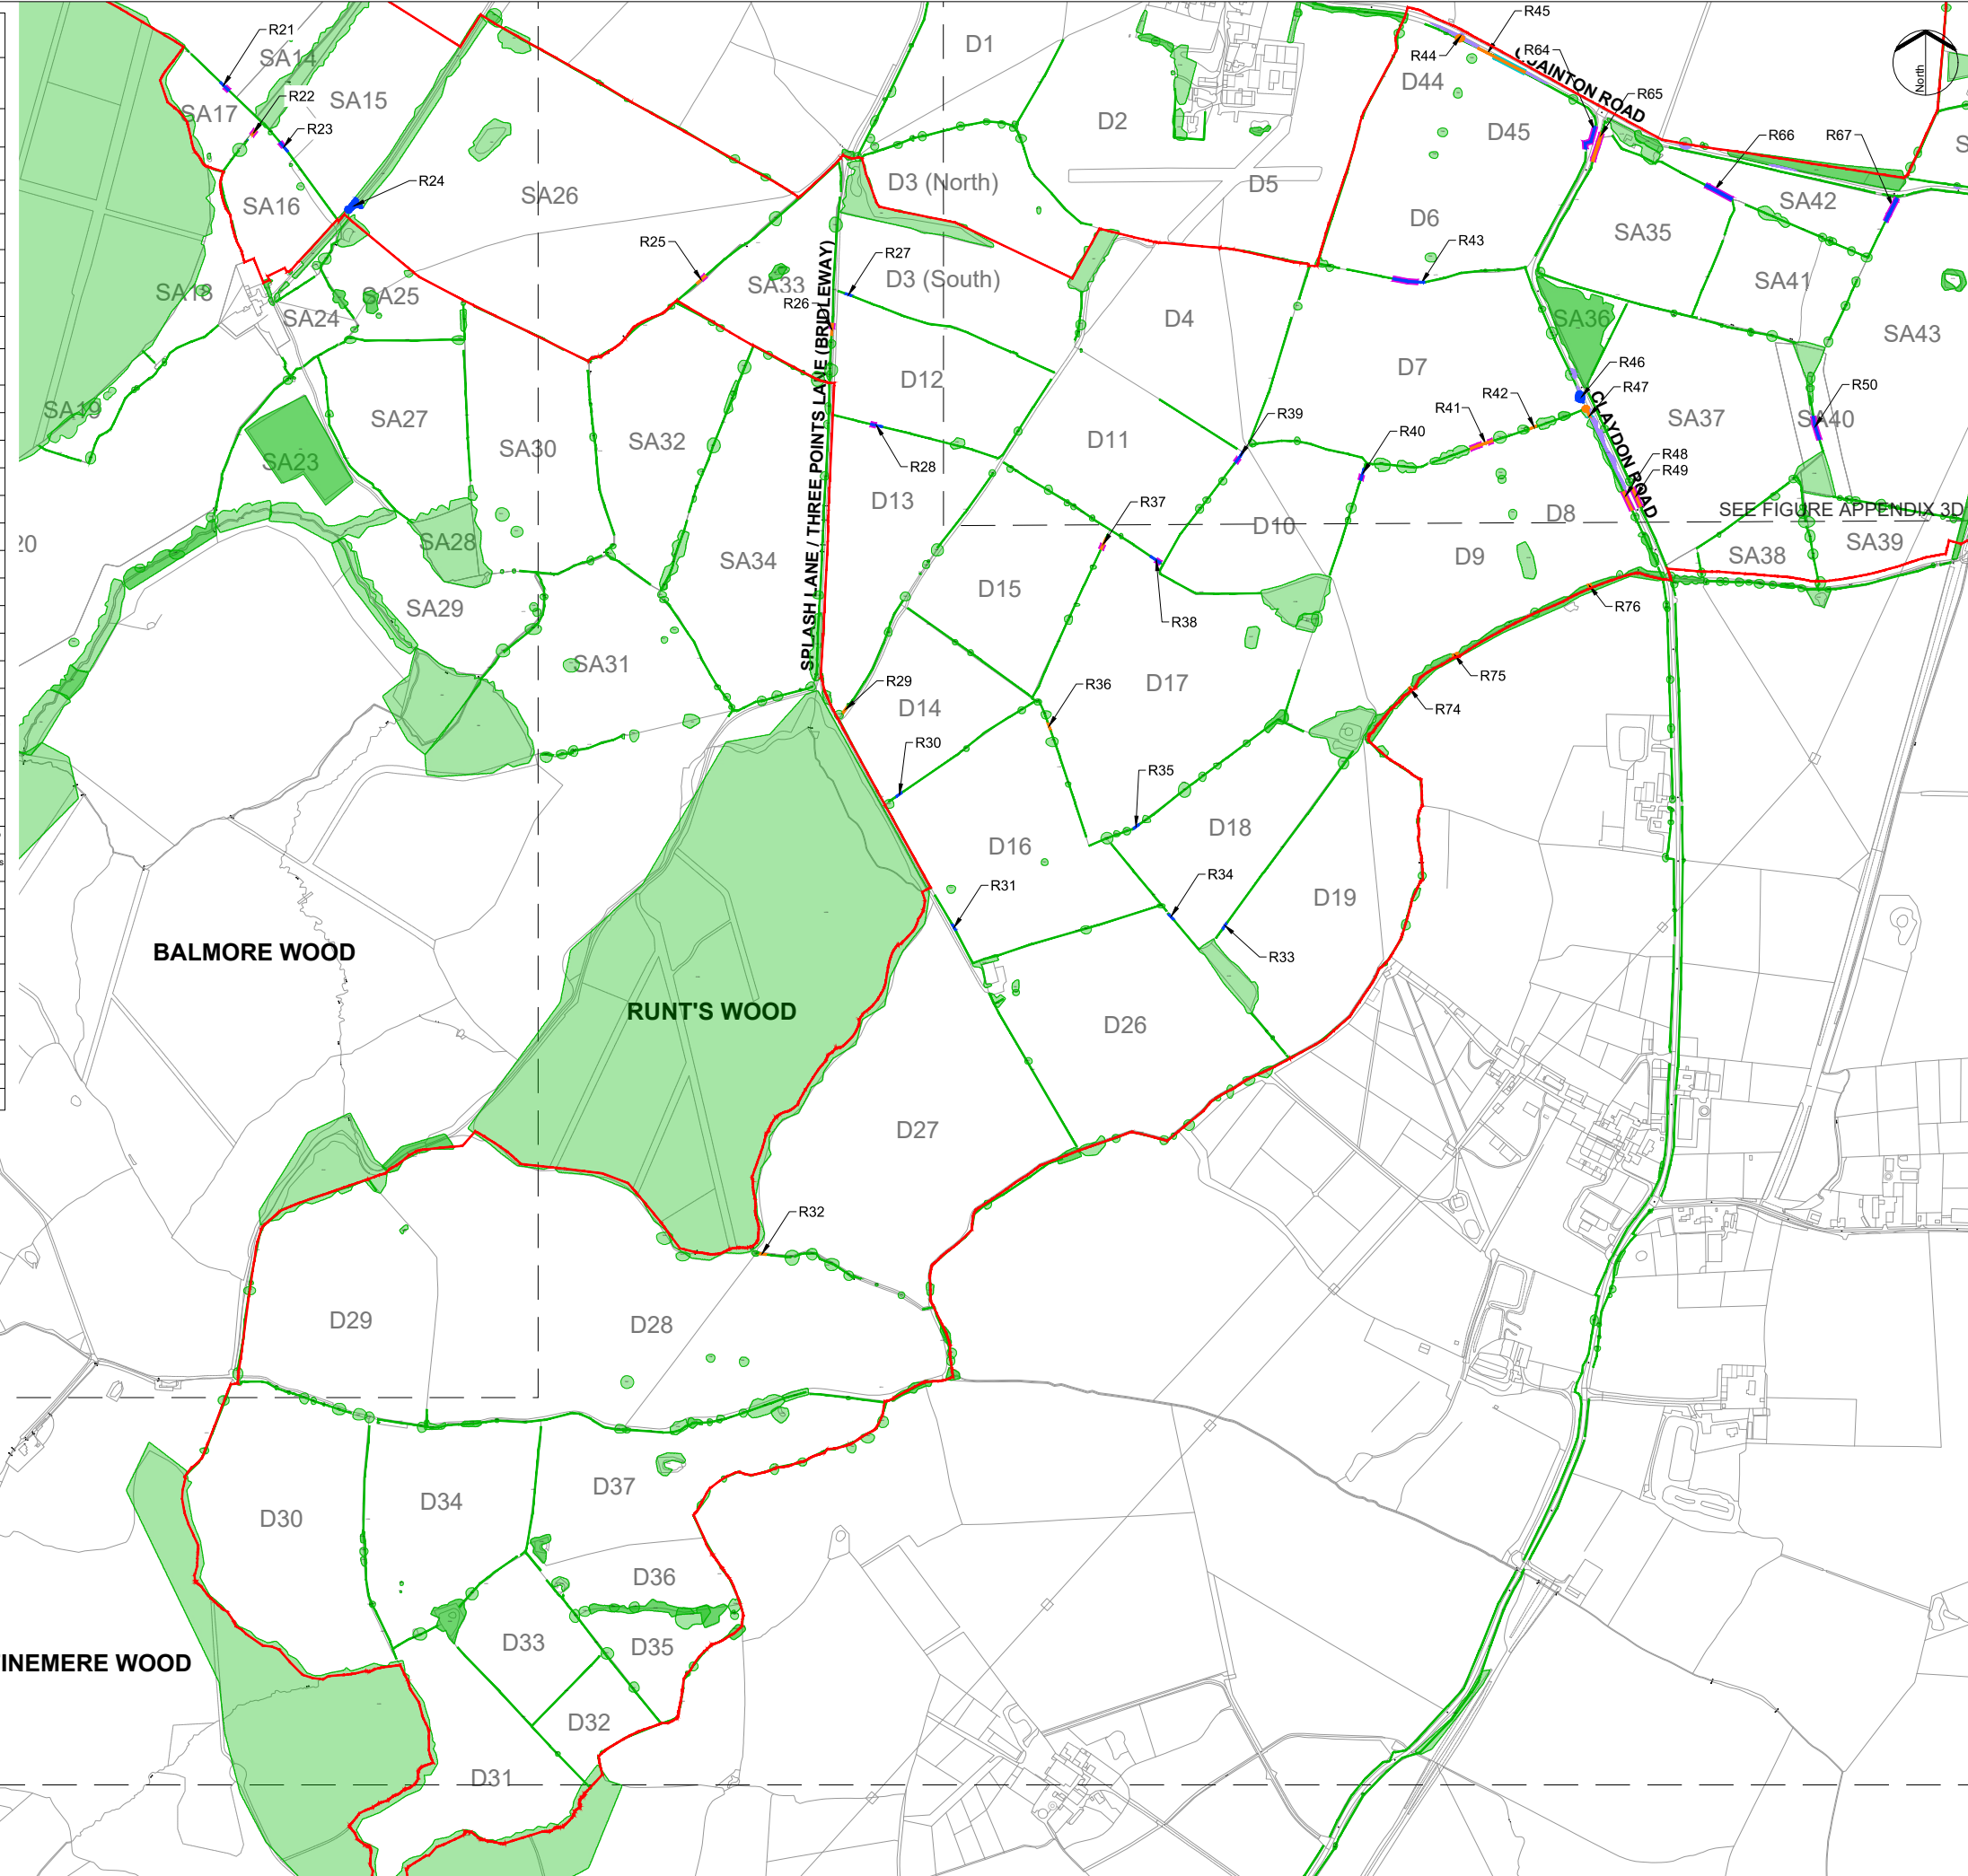 R21
SA14
R22
SA15
SA17
R23
R24
SA16
SA26
D1
D2
D3 (North)
D5
R45
R44
R64
QUAINTON ROAD
D44
R65
D45
R66
R67
North
S
SA42
D6
SA35
R43
SA41
SA43
SA18
SA25
SA24
R25
SA33
R26
R27
D3 (South)
D4
SA36
D12
D7
R46
R47
R42
R41
SA19
SA27
SA30
SA32
SA23
SPLASH LANE / THREE POINTS LANE (BRIDLEWAY)
R28
D13
D11
R39
R40
CLAYDON ROAD
SA37
SA40
R50
R48
R49
SEE FIGURE APPENDIX 3D
D8
D10
D9
SA38
SA39
20
SA28
SA29
SA34
R37
D15
R38
R76
SA31
R29
D14
R36
D17
R75
R74
R30
R35
D18
D16
R31
R34
D19
R33
BALMORE WOOD
RUNT'S WOOD
D26
D27
R32
D29
D28
D30
D34
D37
D36
D33
D35
D32
INEMERE WOOD
D31
s